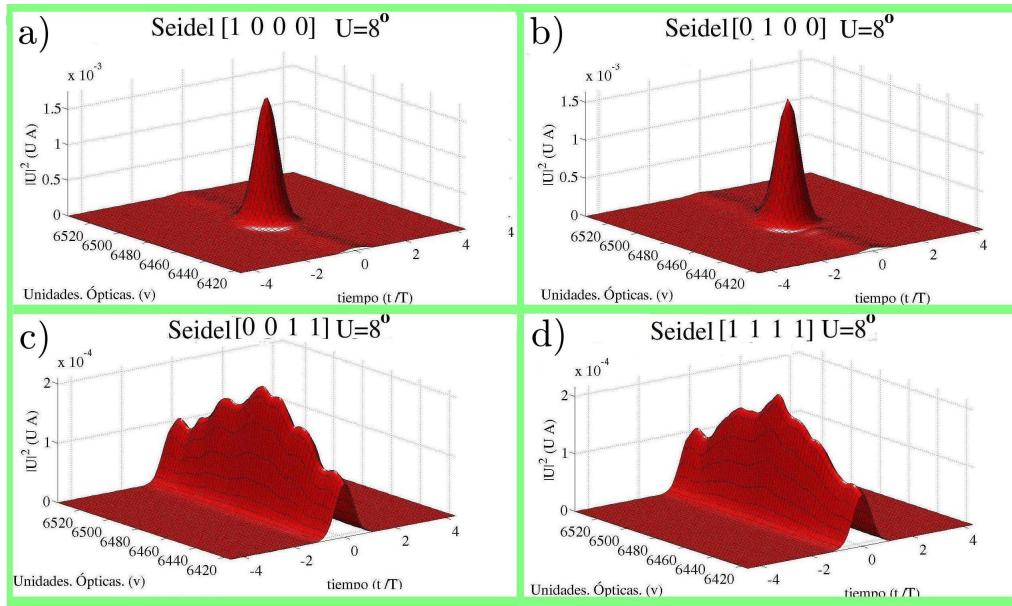 a)
Seidel [1 0 0 0] U=8°
x 10⁻³
1.5
1
0.5
0
|U|² (U A)
6520
6500
6480
6460
6440
6420
Unidades. Ópticas. (v)
-4
-2
0
2
4
tiempo (t /T)
4
b)
Seidel [0 1 0 0] U=8°
x 10⁻³
1.5
1
0.5
0
|U|² (U A)
6520
6500
6480
6460
6440
6420
Unidades. Ópticas. (v)
-4
-2
0
2
4
tiempo (t /T)
c)
Seidel [0 0 1 1] U=8°
x 10⁻⁴
2
1
0
|U|² (U A)
6520
6500
6480
6460
6440
6420
Unidades. Ópticas. (v)
-4
-2
0
2
4
tiempo (t /T)
d)
Seidel [1 1 1 1] U=8°
x 10⁻⁴
2
1
0
|U|² (U A)
6520
6500
6480
6460
6440
6420
Unidades. Ópticas. (v)
-4
-2
0
2
4
tiempo (t /T)